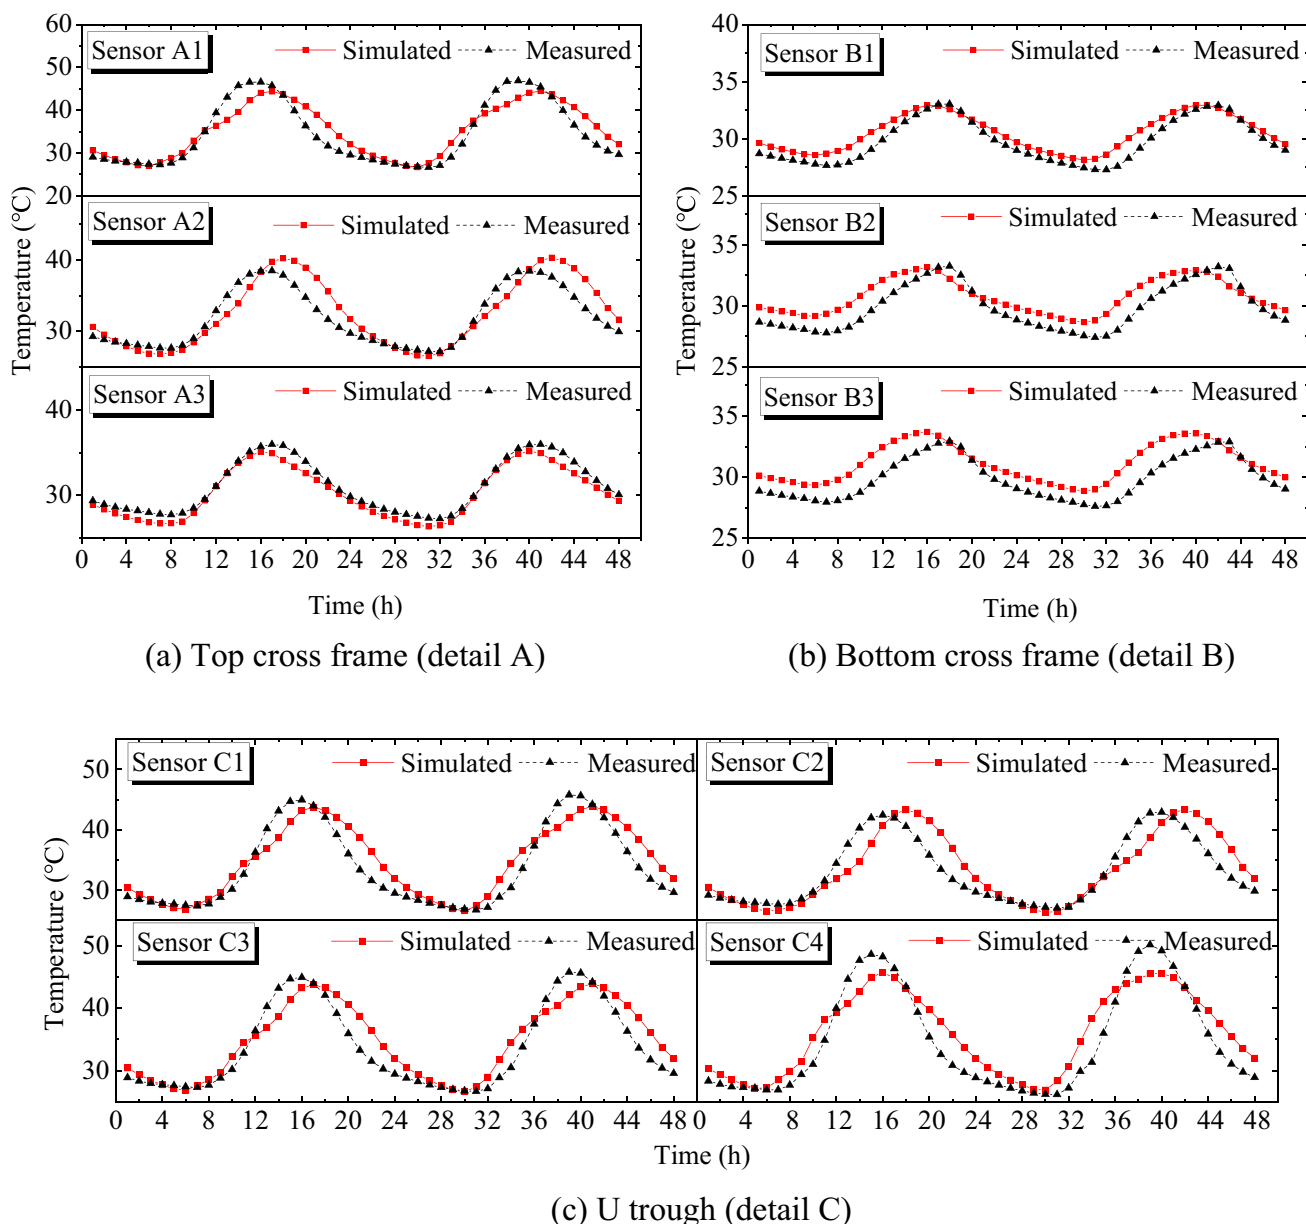 60
50
40
30
20
Sensor A1
Simulated
Measured
40
30
Sensor A2
Simulated
Measured
40
30
Sensor A3
Simulated
Measured
0 4 8 12 16 20 24 28 32 36 40 44 48
Temperature (°C)
Time (h)
(a) Top cross frame (detail A)
40
35
30
25
Sensor B1
Simulated
Measured
35
30
25
Sensor B2
Simulated
Measured
35
30
25
Sensor B3
Simulated
Measured
0 4 8 12 16 20 24 28 32 36 40 44 48
Temperature (°C)
Time (h)
(b) Bottom cross frame (detail B)
50
40
30
Sensor C1
Simulated
Measured
Sensor C2
Simulated
Measured
50
40
30
Sensor C3
Simulated
Measured
Sensor C4
Simulated
Measured
0 4 8 12 16 20 24 28 32 36 40 44 48
4 8 12 16 20 24 28 32 36 40 44 48
Temperature (°C)
Time (h)
(c) U trough (detail C)